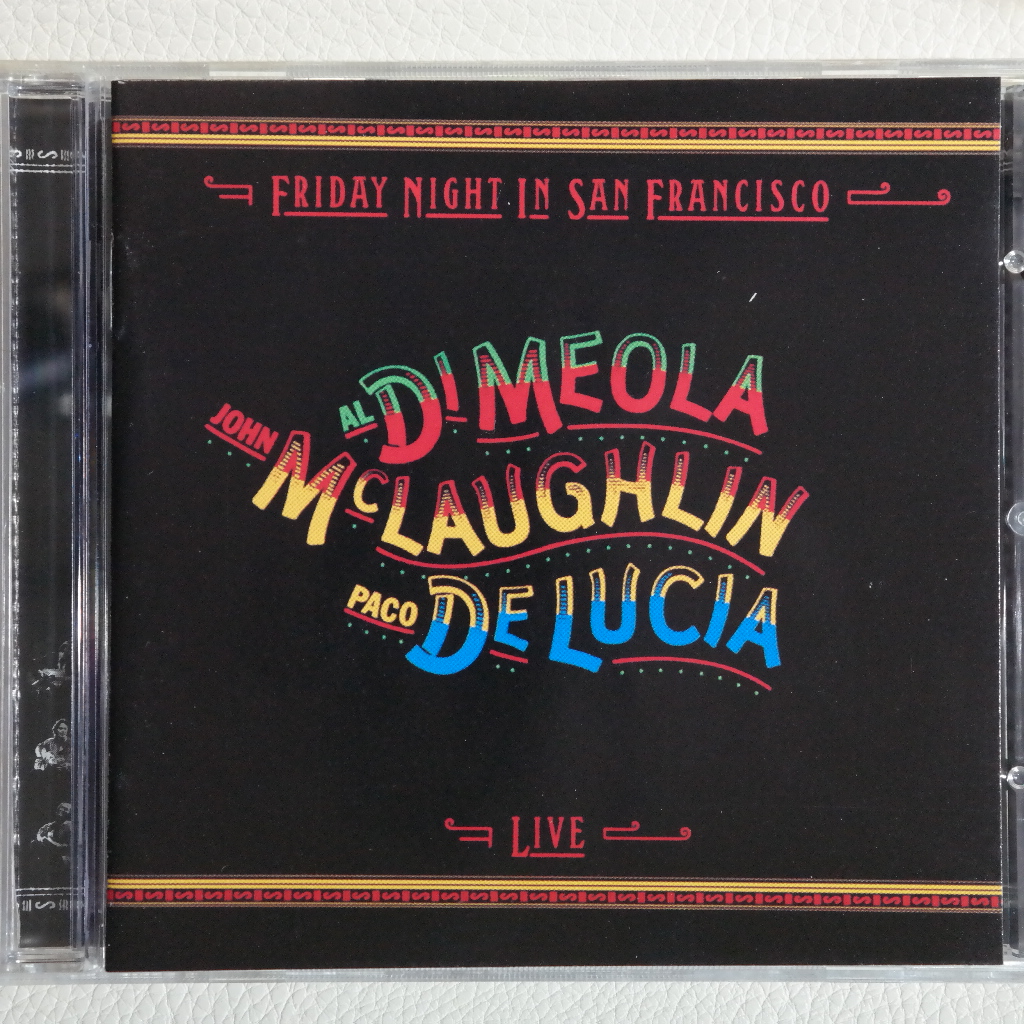 FRIDAY NIGHT IN SAN FRANCISCO
AL DI MEOLA
JOHN MCLAUGHLIN
PACO DE LUCIA
LIVE